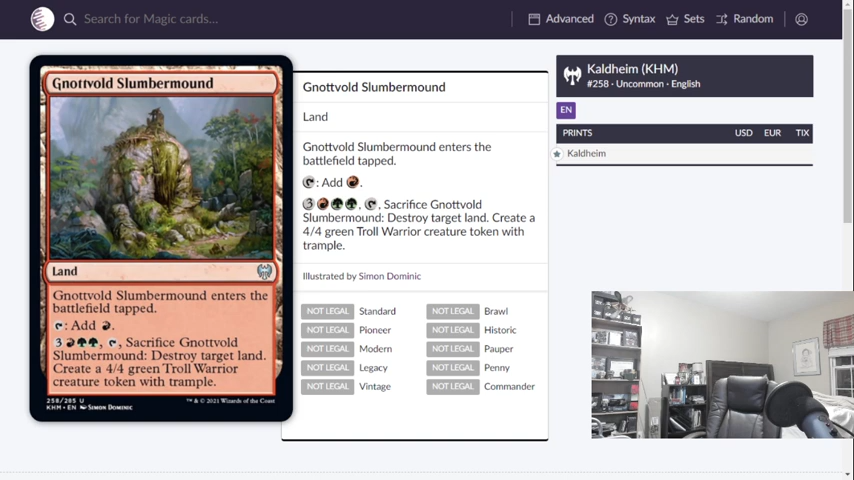 Search for Magic cards...
Advanced
Syntax
Sets
Random
Gnottvold Slumbermound
Land
Gnottvold Slumbermound enters the
battlefield tapped.
: Add .
3 , , Sacrifice Gnottvold
Slumbermound: Destroy target land.
Create a 4/4 green Troll Warrior
creature token with trample.
258/285 U
KHM • EN Simon Dominic
™ & © 2021 Wizards of the Coast
Gnottvold Slumbermound
Land
Gnottvold Slumbermound enters the
battlefield tapped.
: Add .
3 , , Sacrifice Gnottvold
Slumbermound: Destroy target land. Create a
4/4 green Troll Warrior creature token with
trample.
Illustrated by Simon Dominic
NOT LEGAL Standard NOT LEGAL Brawl
NOT LEGAL Pioneer NOT LEGAL Historic
NOT LEGAL Modern NOT LEGAL Pauper
NOT LEGAL Legacy NOT LEGAL Penny
NOT LEGAL Vintage NOT LEGAL Commander
Kaldheim (KHM)
#258 · Uncommon · English
EN
PRINTS USD EUR TIX
Kaldheim